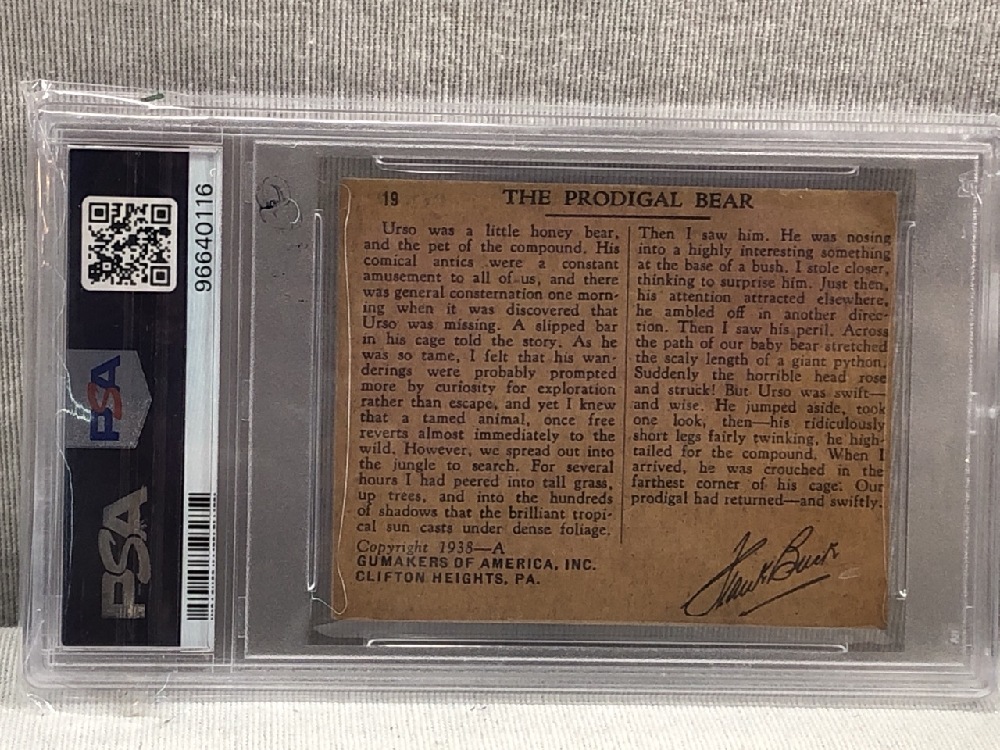 96640116
PSA
PSA
19 THE PRODIGAL BEAR
Urso was a little honey bear,
and the pet of the compound. His
comical antics were a constant
amusement to all of us, and there
was general consternation one morn-
ing when it was discovered that
Urso was missing. A slipped bar
in his cage told the story. As he
was so tame, I felt that his wan-
derings were probably prompted
more by curiosity for exploration
rather than escape, and yet I knew
that a tamed animal, once free
reverts almost immediately to the
wild. However, we spread out into
the jungle to search. For several
hours I had peered into tall grass,
up trees, and into the hundreds
of shadows that the brilliant tropi-
cal sun casts under dense foliage.
Then I saw him. He was nosing
into a highly interesting something
at the base of a bush. I stole closer,
thinking to surprise him. Just then,
his attention attracted elsewhere,
he ambled off in another direc-
tion. Then I saw his peril. Across
the path of our baby bear stretched
the scaly length of a giant python.
Suddenly the horrible head rose
and struck! But Urso was swift—
and wise. He jumped aside, took
one look, then—his ridiculously
short legs fairly twinking, he high-
tailed for the compound. When I
arrived, he was crouched in the
farthest corner of his cage. Our
prodigal had returned—and swiftly.
Copyright 1938—A
GUMAKERS OF AMERICA, INC.
CLIFTON HEIGHTS, PA.
Frank Buck